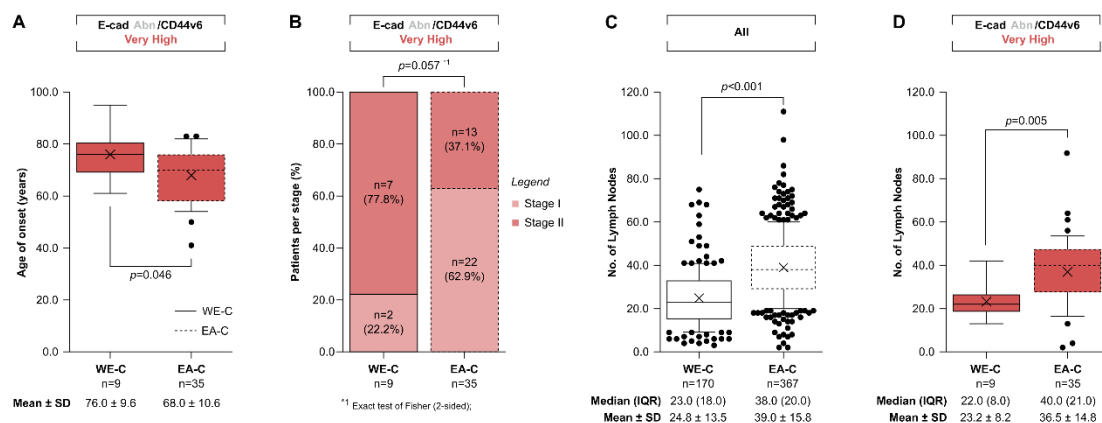 A
E-cad Abn/CD44v6
Very High
100.0
80.0
60.0
40.0
20.0
0.0
Age of onset (years)
p=0.046
WE-C
EA-C
WE-C
n=9
EA-C
n=35
Mean ± SD
76.0 ± 9.6
68.0 ± 10.6
B
E-cad Abn/CD44v6
Very High
p=0.057 *1
100.0
80.0
60.0
40.0
20.0
0.0
Patients per stage (%)
n=7
(77.8%)
n=2
(22.2%)
n=13
(37.1%)
n=22
(62.9%)
Legend
Stage I
Stage II
WE-C
n=9
EA-C
n=35
*1 Exact test of Fisher (2-sided);
C
All
p<0.001
120.0
100.0
80.0
60.0
40.0
20.0
0.0
No. of Lymph Nodes
WE-C
n=170
EA-C
n=367
Median (IQR)
23.0 (18.0)
38.0 (20.0)
Mean ± SD
24.8 ± 13.5
39.0 ± 15.8
D
E-cad Abn/CD44v6
Very High
p=0.005
120.0
100.0
80.0
60.0
40.0
20.0
0.0
No. of Lymph Nodes
WE-C
n=9
EA-C
n=35
Median (IQR)
22.0 (8.0)
40.0 (21.0)
Mean ± SD
23.2 ± 8.2
36.5 ± 14.8